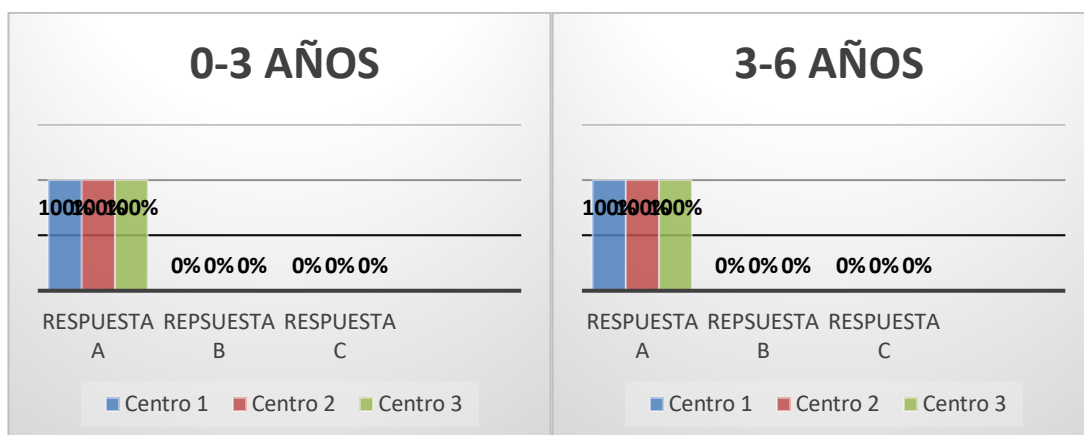 0-3 AÑOS
100% 100% 100%
0% 0% 0% 0% 0% 0%
RESPUESTA REPSUESTA RESPUESTA
A B C
Centro 1 Centro 2 Centro 3
3-6 AÑOS
100% 100% 100%
0% 0% 0% 0% 0% 0%
RESPUESTA REPSUESTA RESPUESTA
A B C
Centro 1 Centro 2 Centro 3